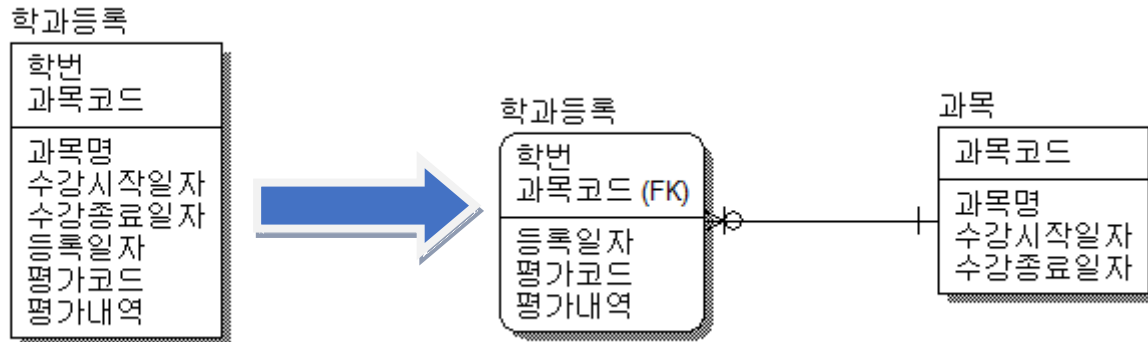 학과등록
학번
과목코드
과목명
수강시작일자
수강종료일자
등록일자
평가코드
평가내역
학과등록
학번
과목코드 (FK)
등록일자
평가코드
평가내역
과목
과목코드
과목명
수강시작일자
수강종료일자